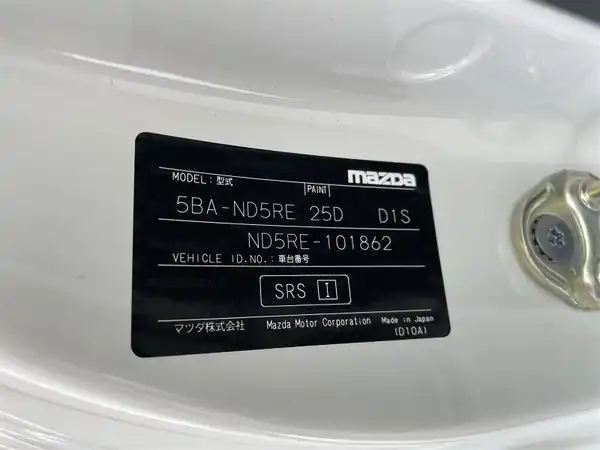 mazda
MODEL: 型式
PAINT
5BA-ND5RE 25D D1S
ND5RE-101862
VEHICLE ID.NO.: 車台番号
SRS I
マツダ株式会社 Mazda Motor Corporation Made in Japan
(D10A)